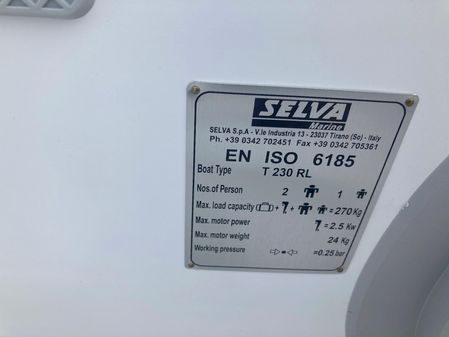 SELVA
Marine
SELVA S.p.A - V.le Industria 13 - 23037 Tirano (So) - Italy
Ph. +39 0342 702451 Fax +39 0342 705361
EN ISO 6185
Boat Type T 230 RL
Nos.of Person 2 1
Max. load capacity + + =270Kg
Max. motor power = 2.5 Kw
Max. motor weight 24 Kg
Working pressure =0.25 bar